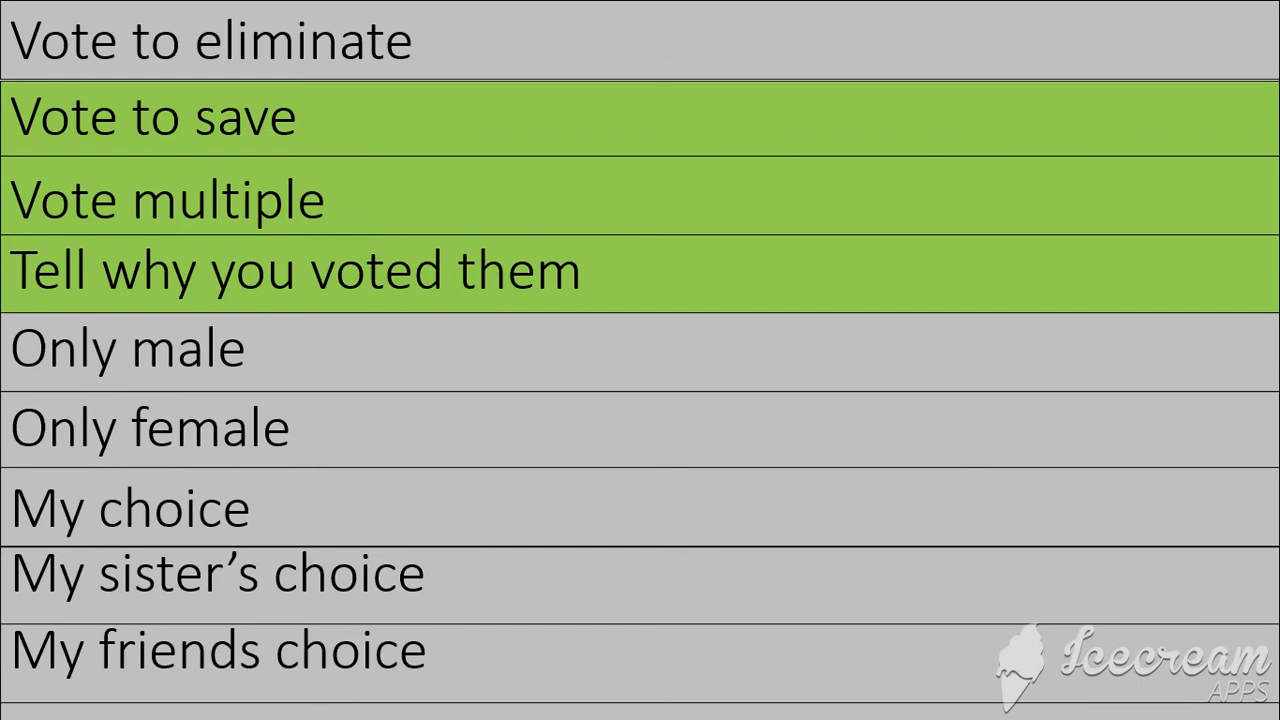 Vote to eliminate
Vote to save
Vote multiple
Tell why you voted them
Only male
Only female
My choice
My sister’s choice
My friends choice
Icecream
APPS